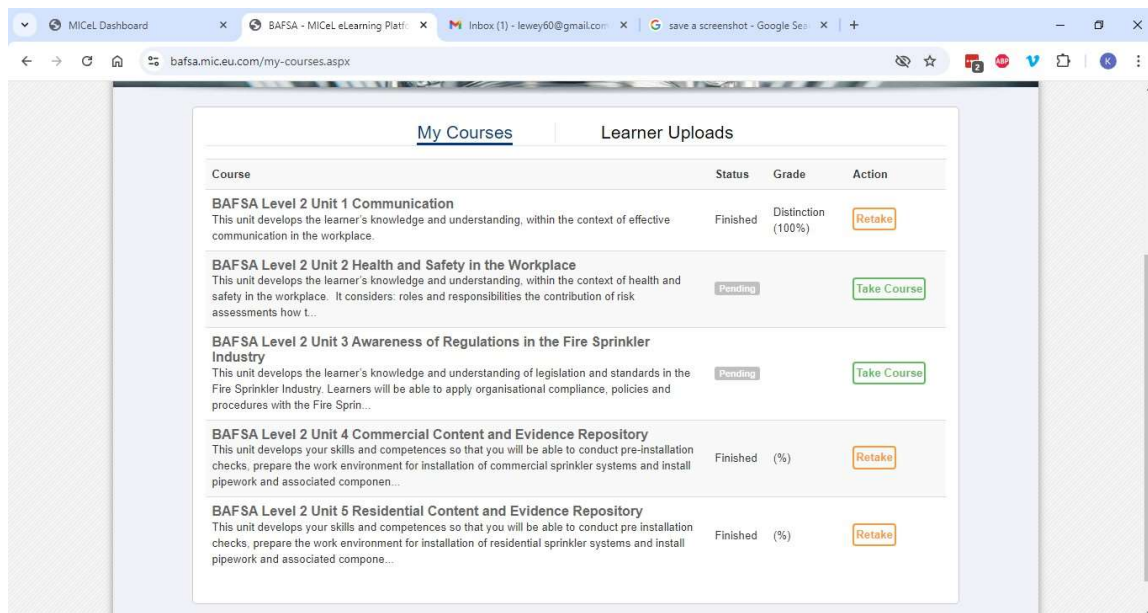 MICeL Dashboard
BAFSA - MICeL eLearning Platfo
Inbox (1) - lewey60@gmail.com
save a screenshot - Google Sea
bafsa.mic.eu.com/my-courses.aspx
2
ABP
K
My Courses
Learner Uploads
Course Status Grade Action
BAFSA Level 2 Unit 1 Communication
This unit develops the learner's knowledge and understanding, within the context of effective
communication in the workplace.
Finished
Distinction
(100%)
Retake
BAFSA Level 2 Unit 2 Health and Safety in the Workplace
This unit develops the learner's knowledge and understanding, within the context of health and
safety in the workplace. It considers: roles and responsibilities the contribution of risk
assessments how t...
Pending
Take Course
BAFSA Level 2 Unit 3 Awareness of Regulations in the Fire Sprinkler
Industry
This unit develops the learner's knowledge and understanding of legislation and standards in the
Fire Sprinkler Industry. Learners will be able to apply organisational compliance, policies and
procedures with the Fire Sprin...
Pending
Take Course
BAFSA Level 2 Unit 4 Commercial Content and Evidence Repository
This unit develops your skills and competences so that you will be able to conduct pre-installation
checks, prepare the work environment for installation of commercial sprinkler systems and install
pipework and associated componen...
Finished (%)
Retake
BAFSA Level 2 Unit 5 Residential Content and Evidence Repository
This unit develops your skills and competences so that you will be able to conduct pre installation
checks, prepare the work environment for installation of residential sprinkler systems and install
pipework and associated compone...
Finished (%)
Retake